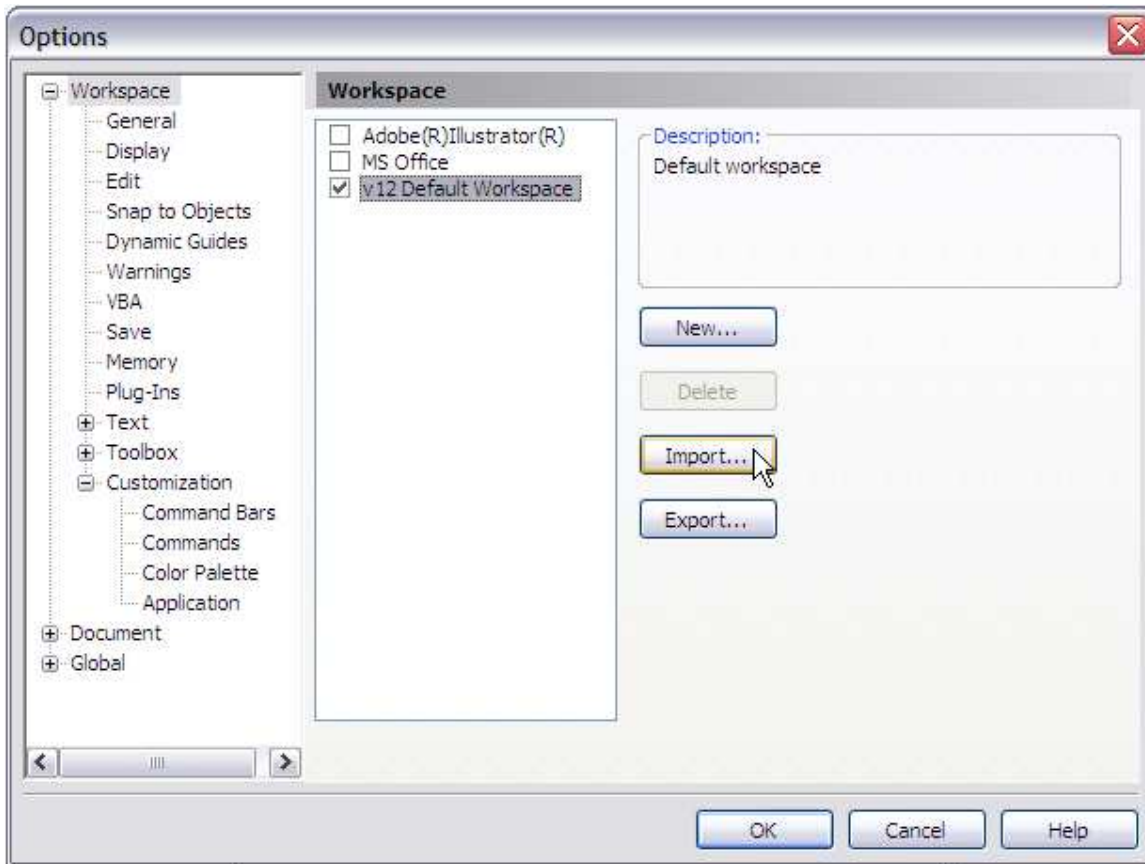 Options
Workspace
General
Display
Edit
Snap to Objects
Dynamic Guides
Warnings
VBA
Save
Memory
Plug-Ins
Text
Toolbox
Customization
Command Bars
Commands
Color Palette
Application
Document
Global
Workspace
Adobe(R)Illustrator(R)
MS Office
v12 Default Workspace
Description:
Default workspace
New...
Delete
Import...
Export...
OK
Cancel
Help